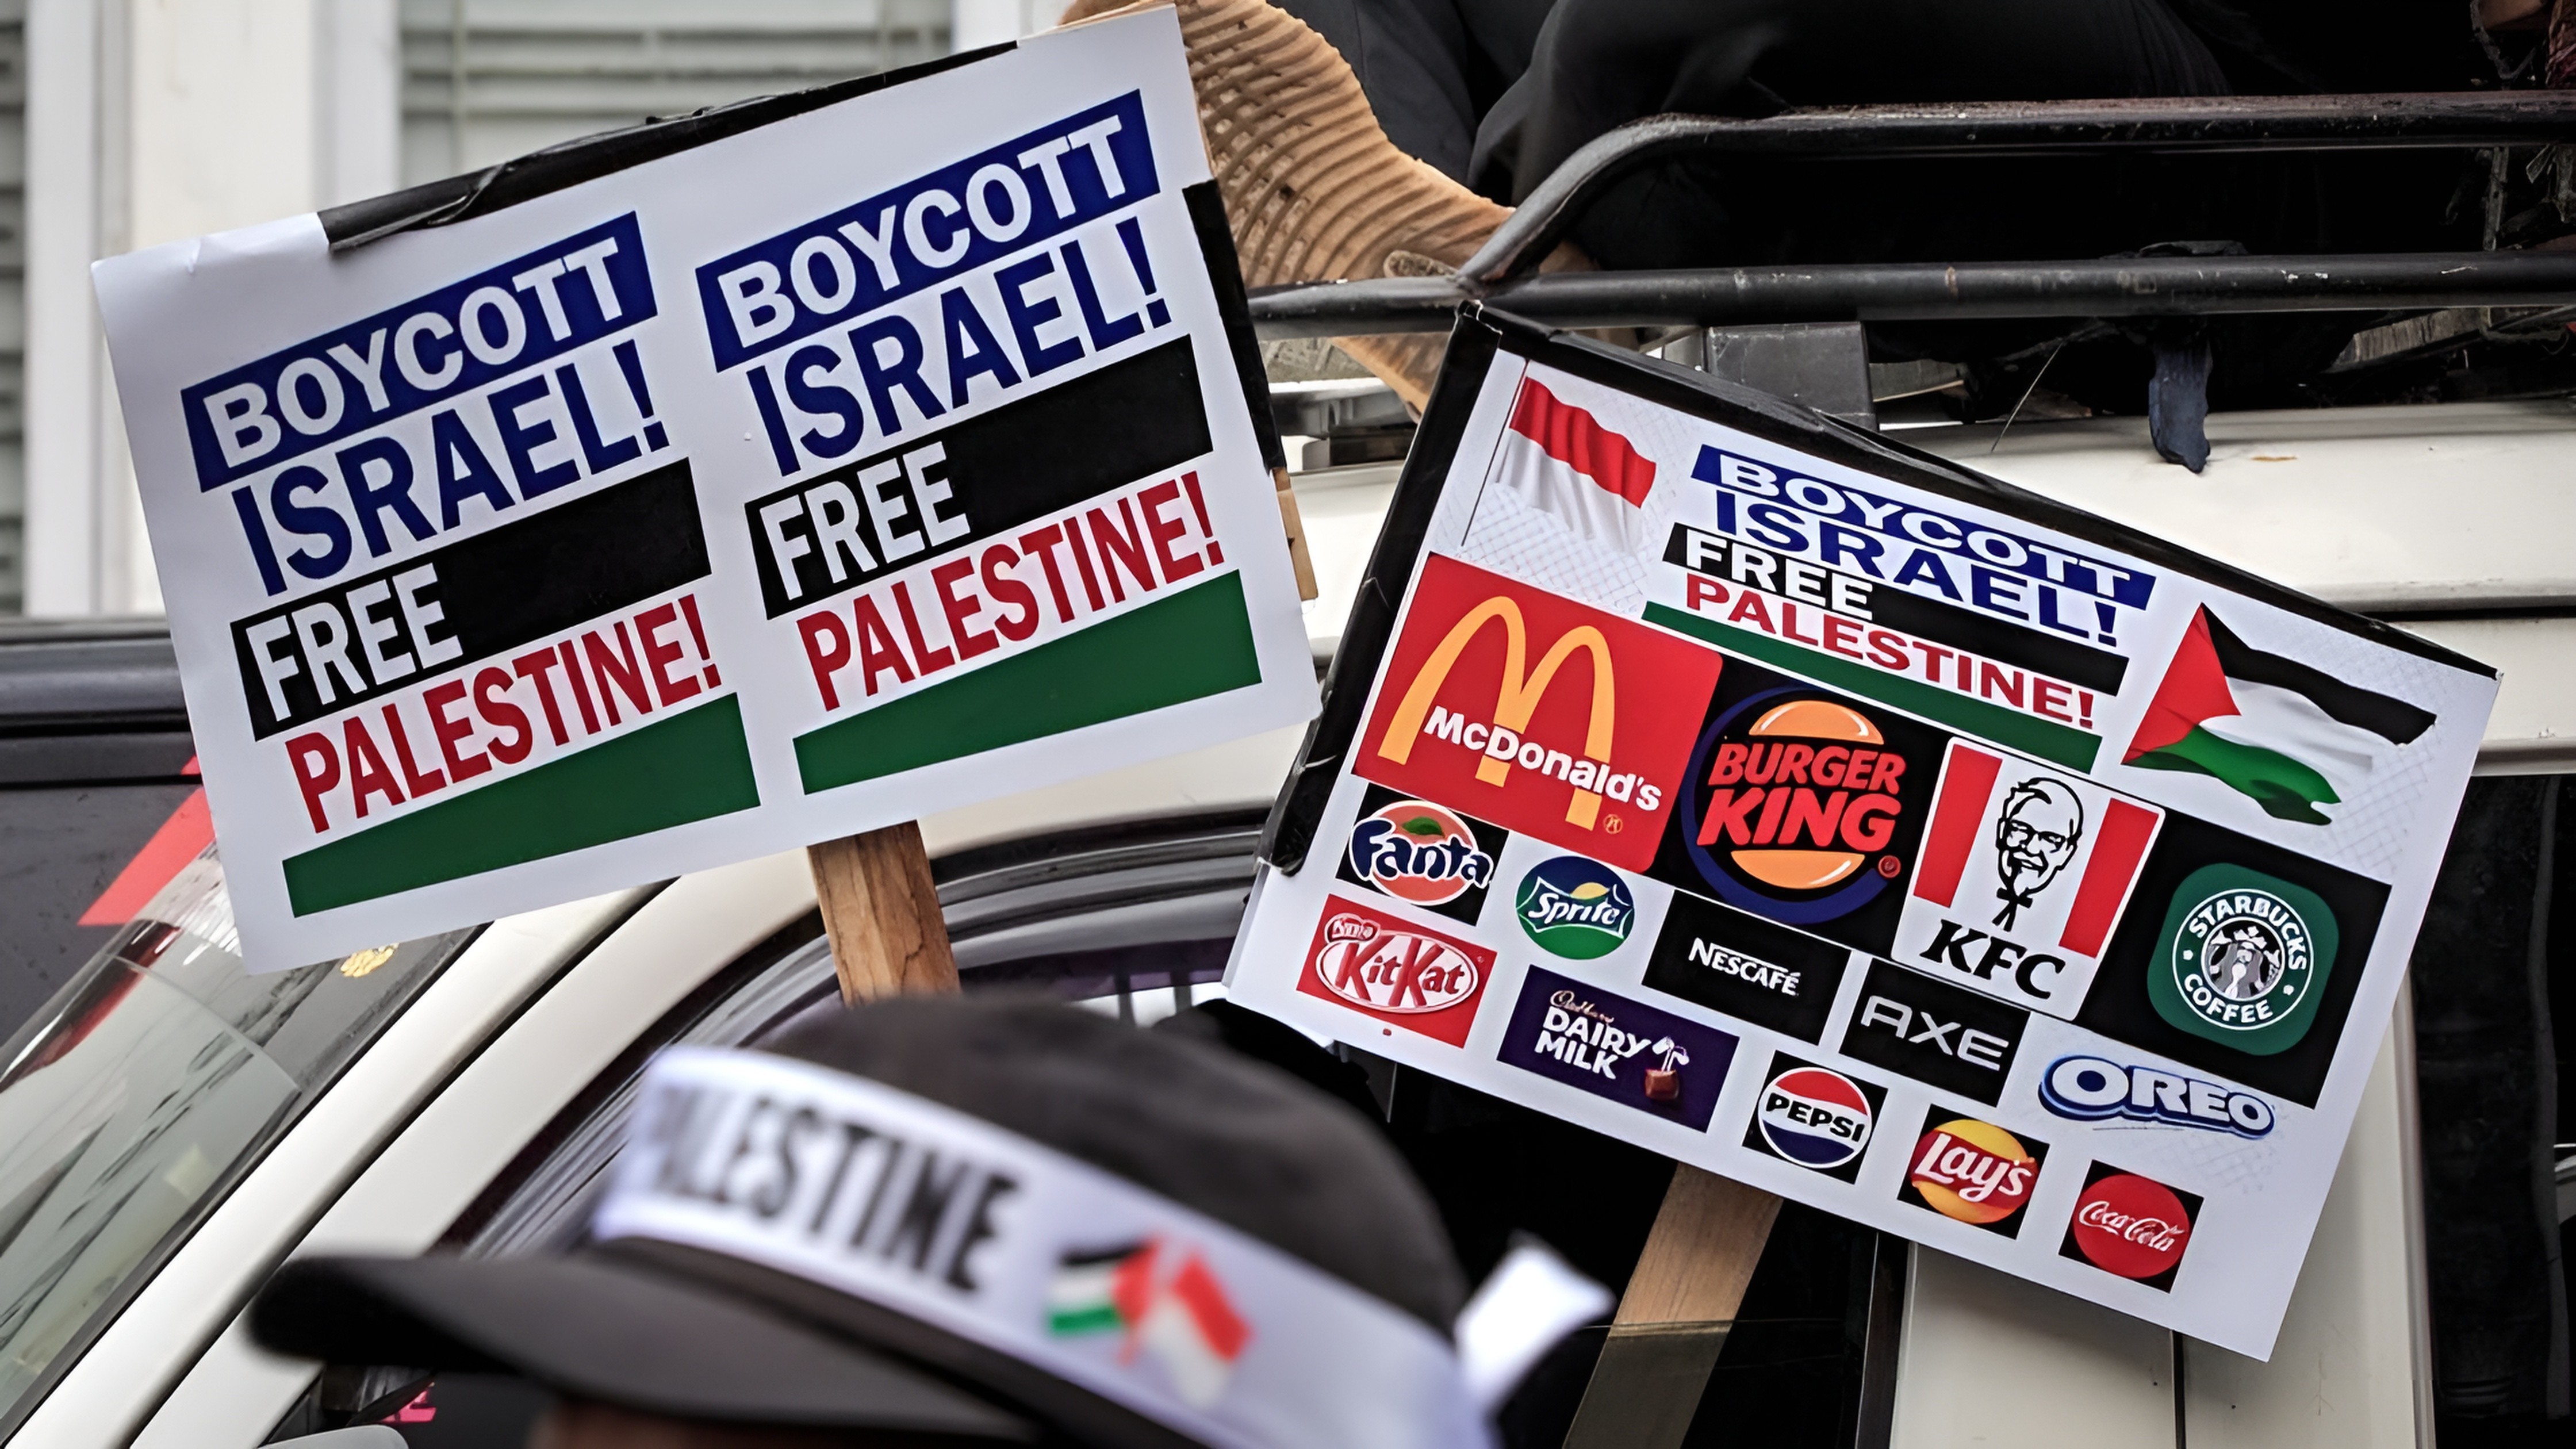 BOYCOTT
ISRAEL!
FREE
PALESTINE!
BOYCOTT
ISRAEL!
FREE
PALESTINE!
BOYCOTT
ISRAEL!
FREE
PALESTINE!
McDonald's
BURGER
KING
KFC
STARBUCKS
COFFEE
Fanta
Sprite
KitKat
NESCAFÉ
Cadbury
DAIRY
MILK
AXE
OREO
PEPSI
Lay's
Coca-Cola
PALESTINE